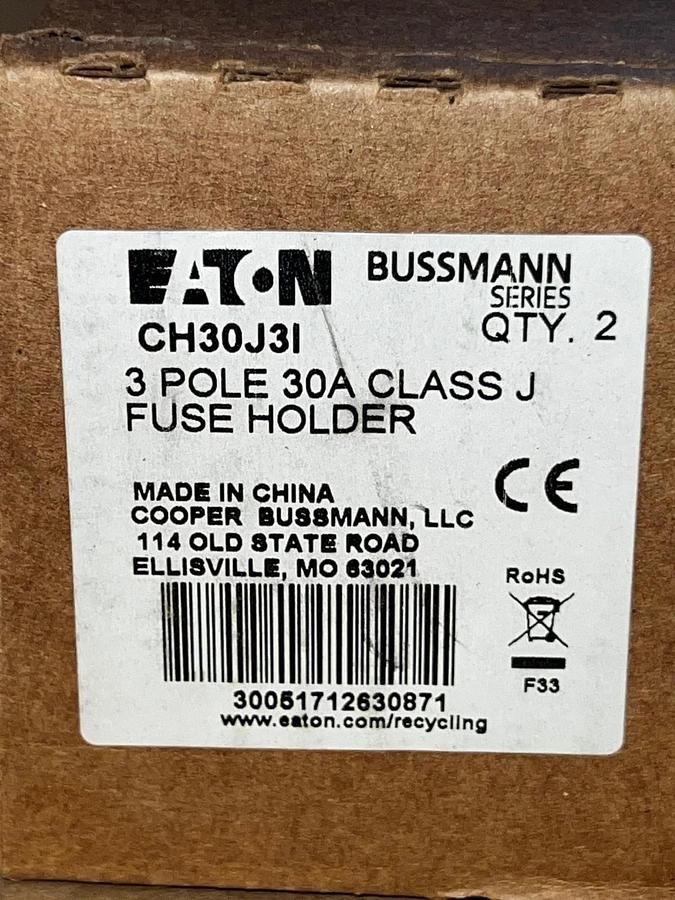 EATON BUSSMANN
SERIES
CH30J3I QTY. 2
3 POLE 30A CLASS J
FUSE HOLDER
CE
MADE IN CHINA
COOPER BUSSMANN, LLC
114 OLD STATE ROAD
ELLISVILLE, MO 63021
RoHS
F33
30051712630871
www.eaton.com/recycling